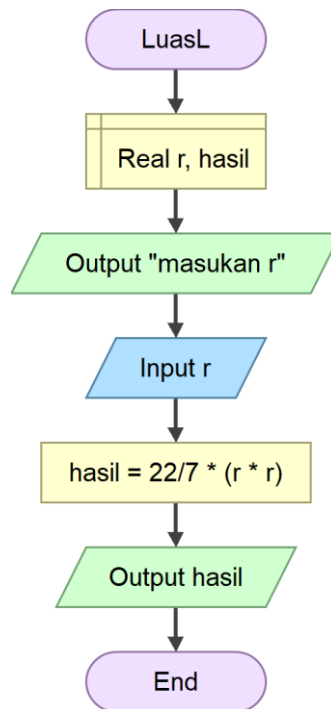 LuasL
Real r, hasil
Output "masukan r"
Input r
hasil = 22/7 * (r * r)
Output hasil
End